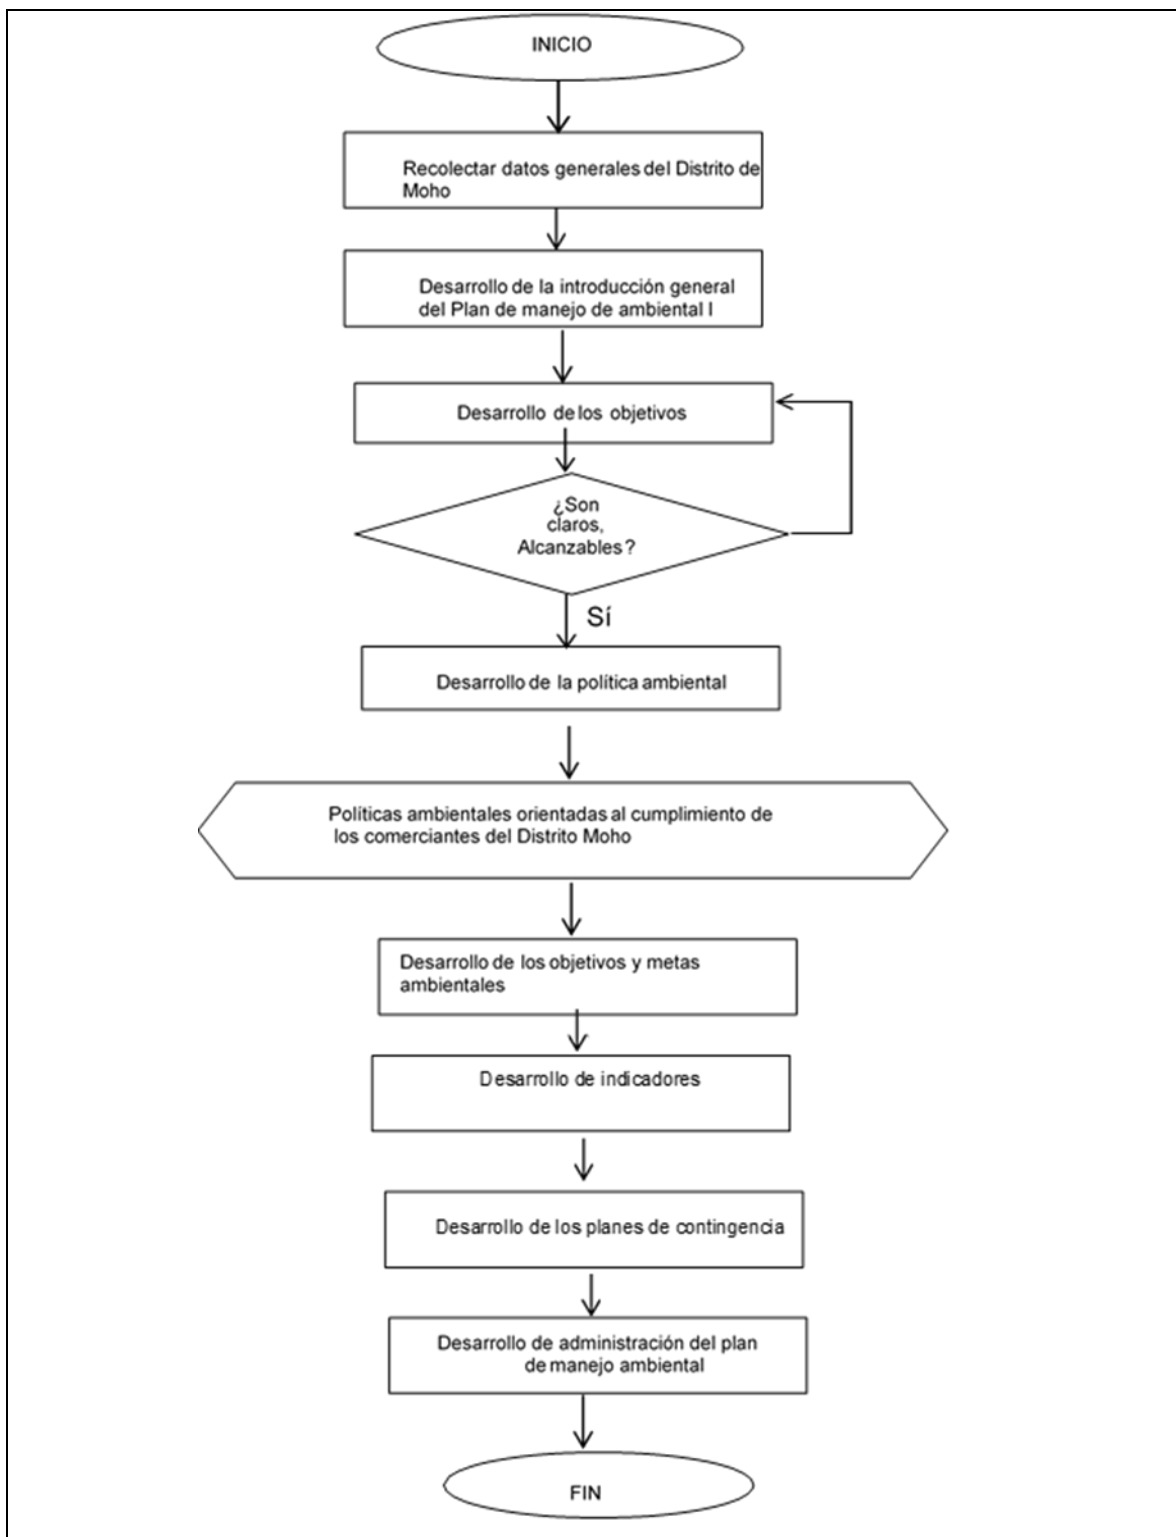 INICIO
Recolectar datos generales del Distrito de
Moho
Desarrollo de la introducción general
del Plan de manejo de ambiental l
Desarrollo de los objetivos
¿Son
claros,
Alcanzables?
Sí
Desarrollo de la política ambiental
Políticas ambientales orientadas al cumplimiento de
los comerciantes del Distrito Moho
Desarrollo de los objetivos y metas
ambientales
Desarrollo de indicadores
Desarrollo de los planes de contingencia
Desarrollo de administración del plan
de manejo ambiental
FIN